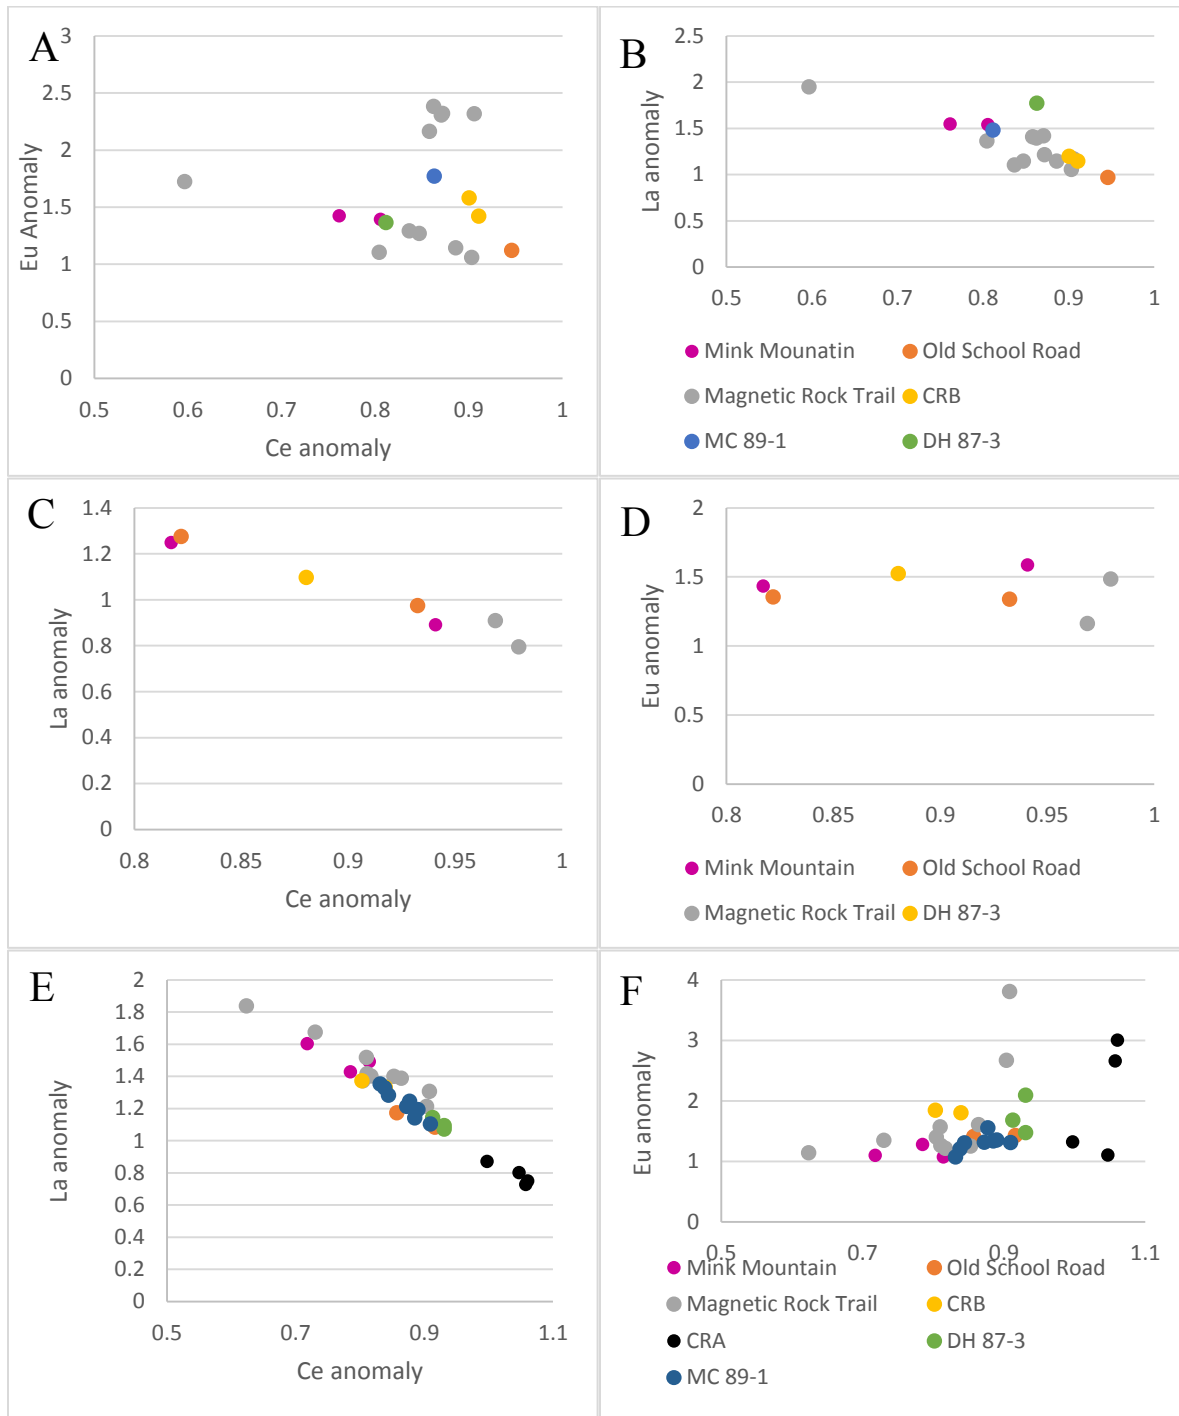 A
3
2.5
2
1.5
1
0.5
0
Eu Anomaly
0.5 0.6 0.7 0.8 0.9 1
Ce anomaly
B
2.5
2
1.5
1
0.5
0
La anomaly
0.5 0.6 0.7 0.8 0.9 1
Mink Mounatin Old School Road
Magnetic Rock Trail CRB
MC 89-1 DH 87-3
C
1.4
1.2
1
0.8
0.6
0.4
0.2
0
La anomaly
0.8 0.85 0.9 0.95 1
Ce anomaly
D
2
1.5
1
0.5
0
Eu anomaly
0.8 0.85 0.9 0.95 1
Mink Mountain Old School Road
Magnetic Rock Trail DH 87-3
E
2
1.8
1.6
1.4
1.2
1
0.8
0.6
0.4
0.2
0
La anomaly
0.5 0.7 0.9 1.1
Ce anomaly
F
4
3
2
1
0
Eu anomaly
0.5 0.7 0.9 1.1
Mink Mountain Old School Road
Magnetic Rock Trail CRB
CRA DH 87-3
MC 89-1